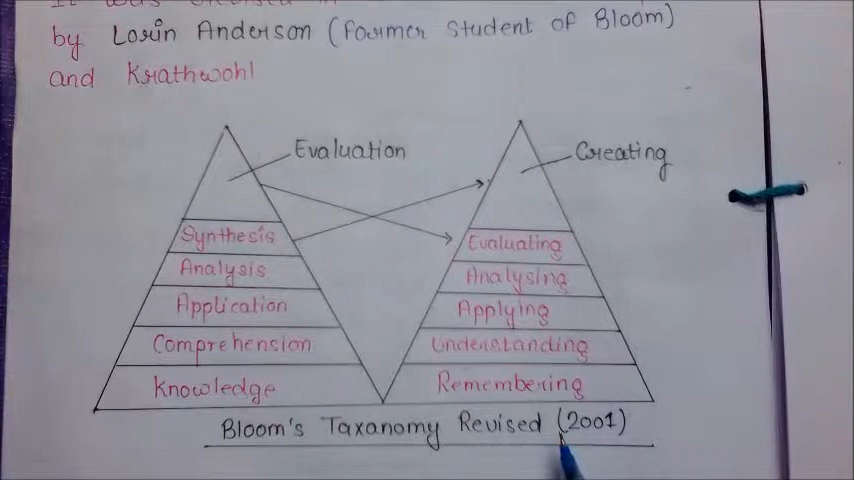 by Lorin Anderson (Former Student of Bloom)
and Krathwohl
Evaluation
Synthesis
Analysis
Application
Comprehension
Knowledge
Creating
Evaluating
Analysing
Applying
Understanding
Remembering
Bloom's Taxanomy Revised (2001)